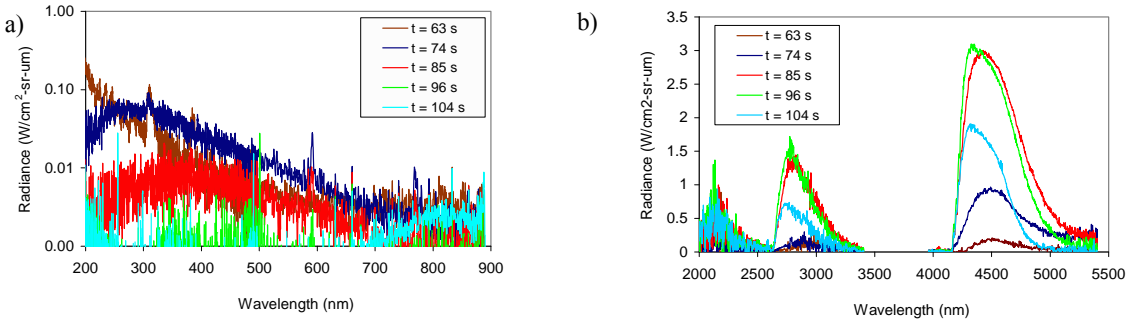 a)
Radiance (W/cm²-sr-um)
1.00
0.10
0.01
0.00
200 300 400 500 600 700 800 900
Wavelength (nm)
t = 63 s
t = 74 s
t = 85 s
t = 96 s
t = 104 s
b)
Radiance (W/cm2-sr-um)
3.5
3
2.5
2
1.5
1
0.5
0
2000 2500 3000 3500 4000 4500 5000 5500
Wavelength (nm)
t = 63 s
t = 74 s
t = 85 s
t = 96 s
t = 104 s